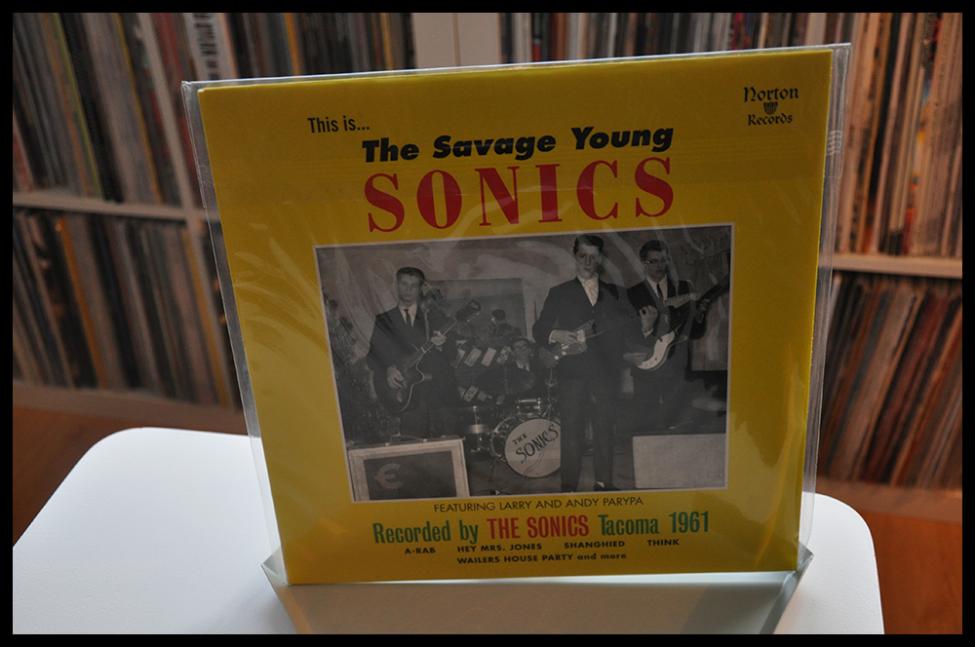 Norton
Records
This is...
The Savage Young
SONICS
THE
SONICS
€
FEATURING LARRY AND ANDY PARYPA
Recorded by THE SONICS Tacoma 1961
A-RAB HEY MRS. JONES SHANGHIED THINK
WAILERS HOUSE PARTY and more